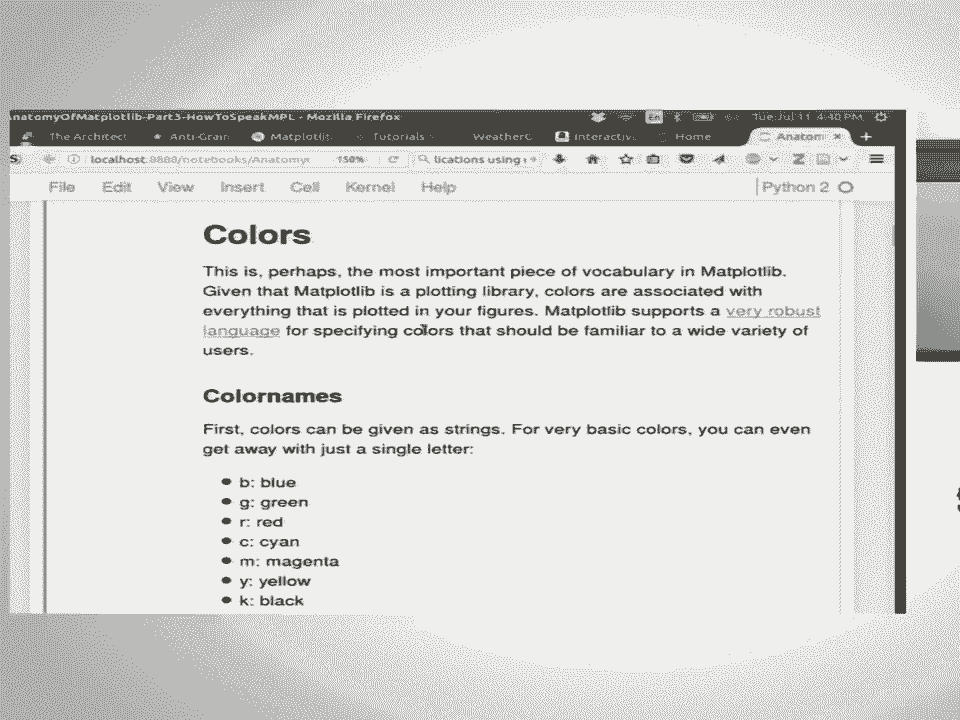 AnatomyOfMatplotlib-Part3-HowToSpeakMPL - Mozilla Firefox
En
Tue Jul 11 4:40 PM
The Architect
Anti-Grain
Matplotlib
Tutorials
WeatherC
Interactiv
Home
Anatom
localhost:8888/notebooks/Anatomy
150%
lications using
File Edit View Insert Cell Kernel Help
Python 2
Colors
This is, perhaps, the most important piece of vocabulary in Matplotlib.
Given that Matplotlib is a plotting library, colors are associated with
everything that is plotted in your figures. Matplotlib supports a very robust
language for specifying colors that should be familiar to a wide variety of
users.
Colornames
First, colors can be given as strings. For very basic colors, you can even
get away with just a single letter:
b: blue
g: green
r: red
c: cyan
m: magenta
y: yellow
k: black